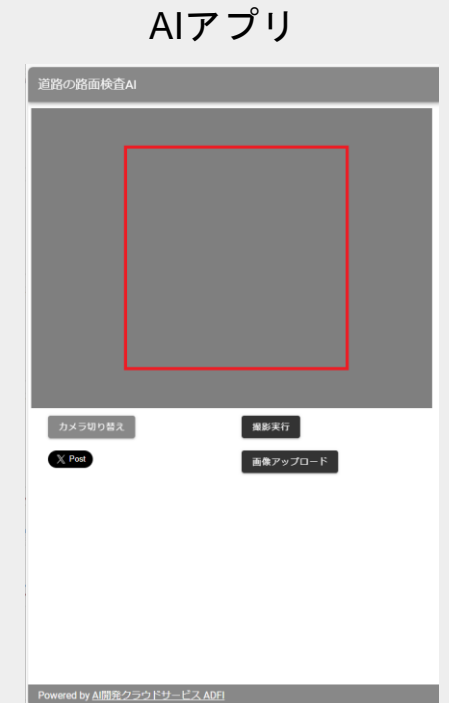 AIアプリ
道路の路面検査AI
カメラ切り替え
撮影実行
X Post
画像アップロード
Powered by AI開発クラウドサービス ADFI